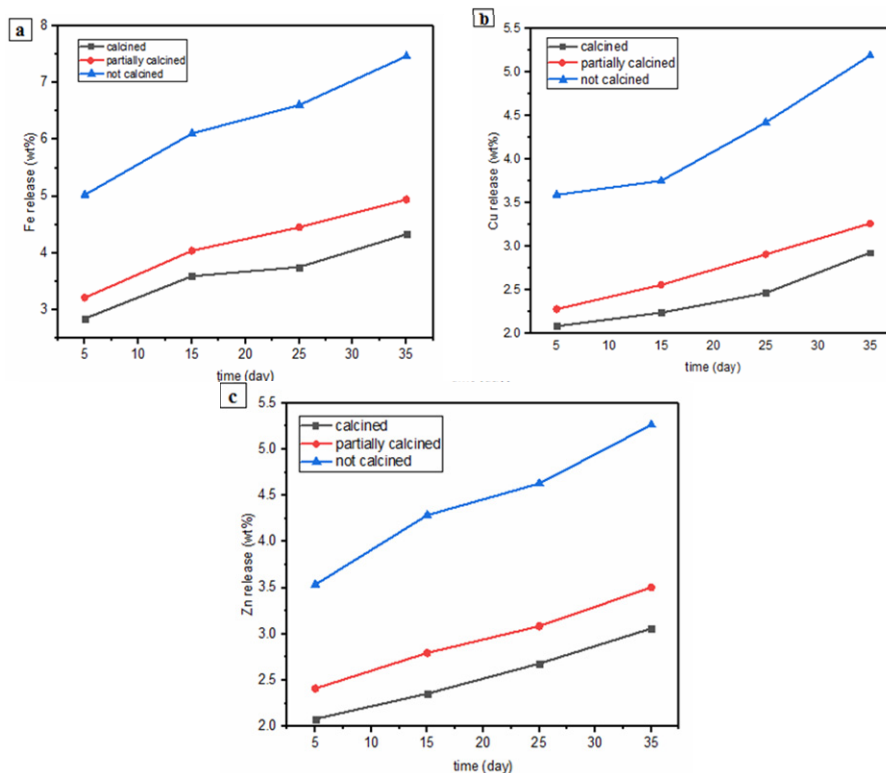 a
Fe release (wt%)
8
7
6
5
4
3
calcined
partially calcined
not calcined
5 10 15 20 25 30 35
time (day)
b
Cu release (wt%)
5.5
5.0
4.5
4.0
3.5
3.0
2.5
2.0
calcined
partially calcined
not calcined
5 10 15 20 25 30 35
time (day)
c
Zn release (wt%)
5.5
5.0
4.5
4.0
3.5
3.0
2.5
2.0
calcined
partially calcined
not calcined
5 10 15 20 25 30 35
time (day)